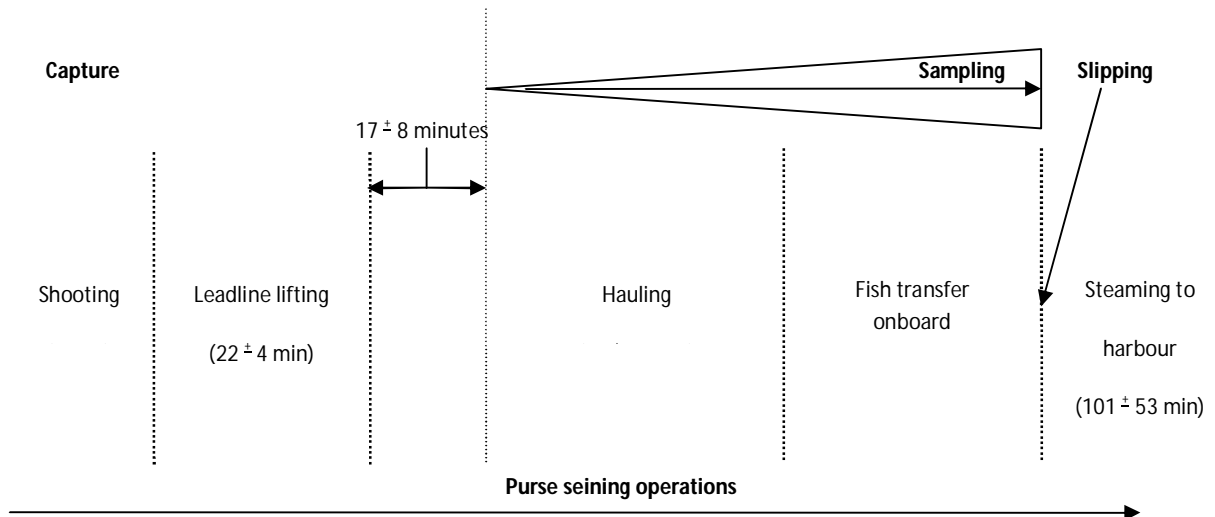 Capture
Sampling
Slipping
17 ± 8 minutes
Shooting
Leadline lifting
(22 ± 4 min)
Hauling
Fish transfer
onboard
Steaming to
harbour
(101 ± 53 min)
Purse seining operations